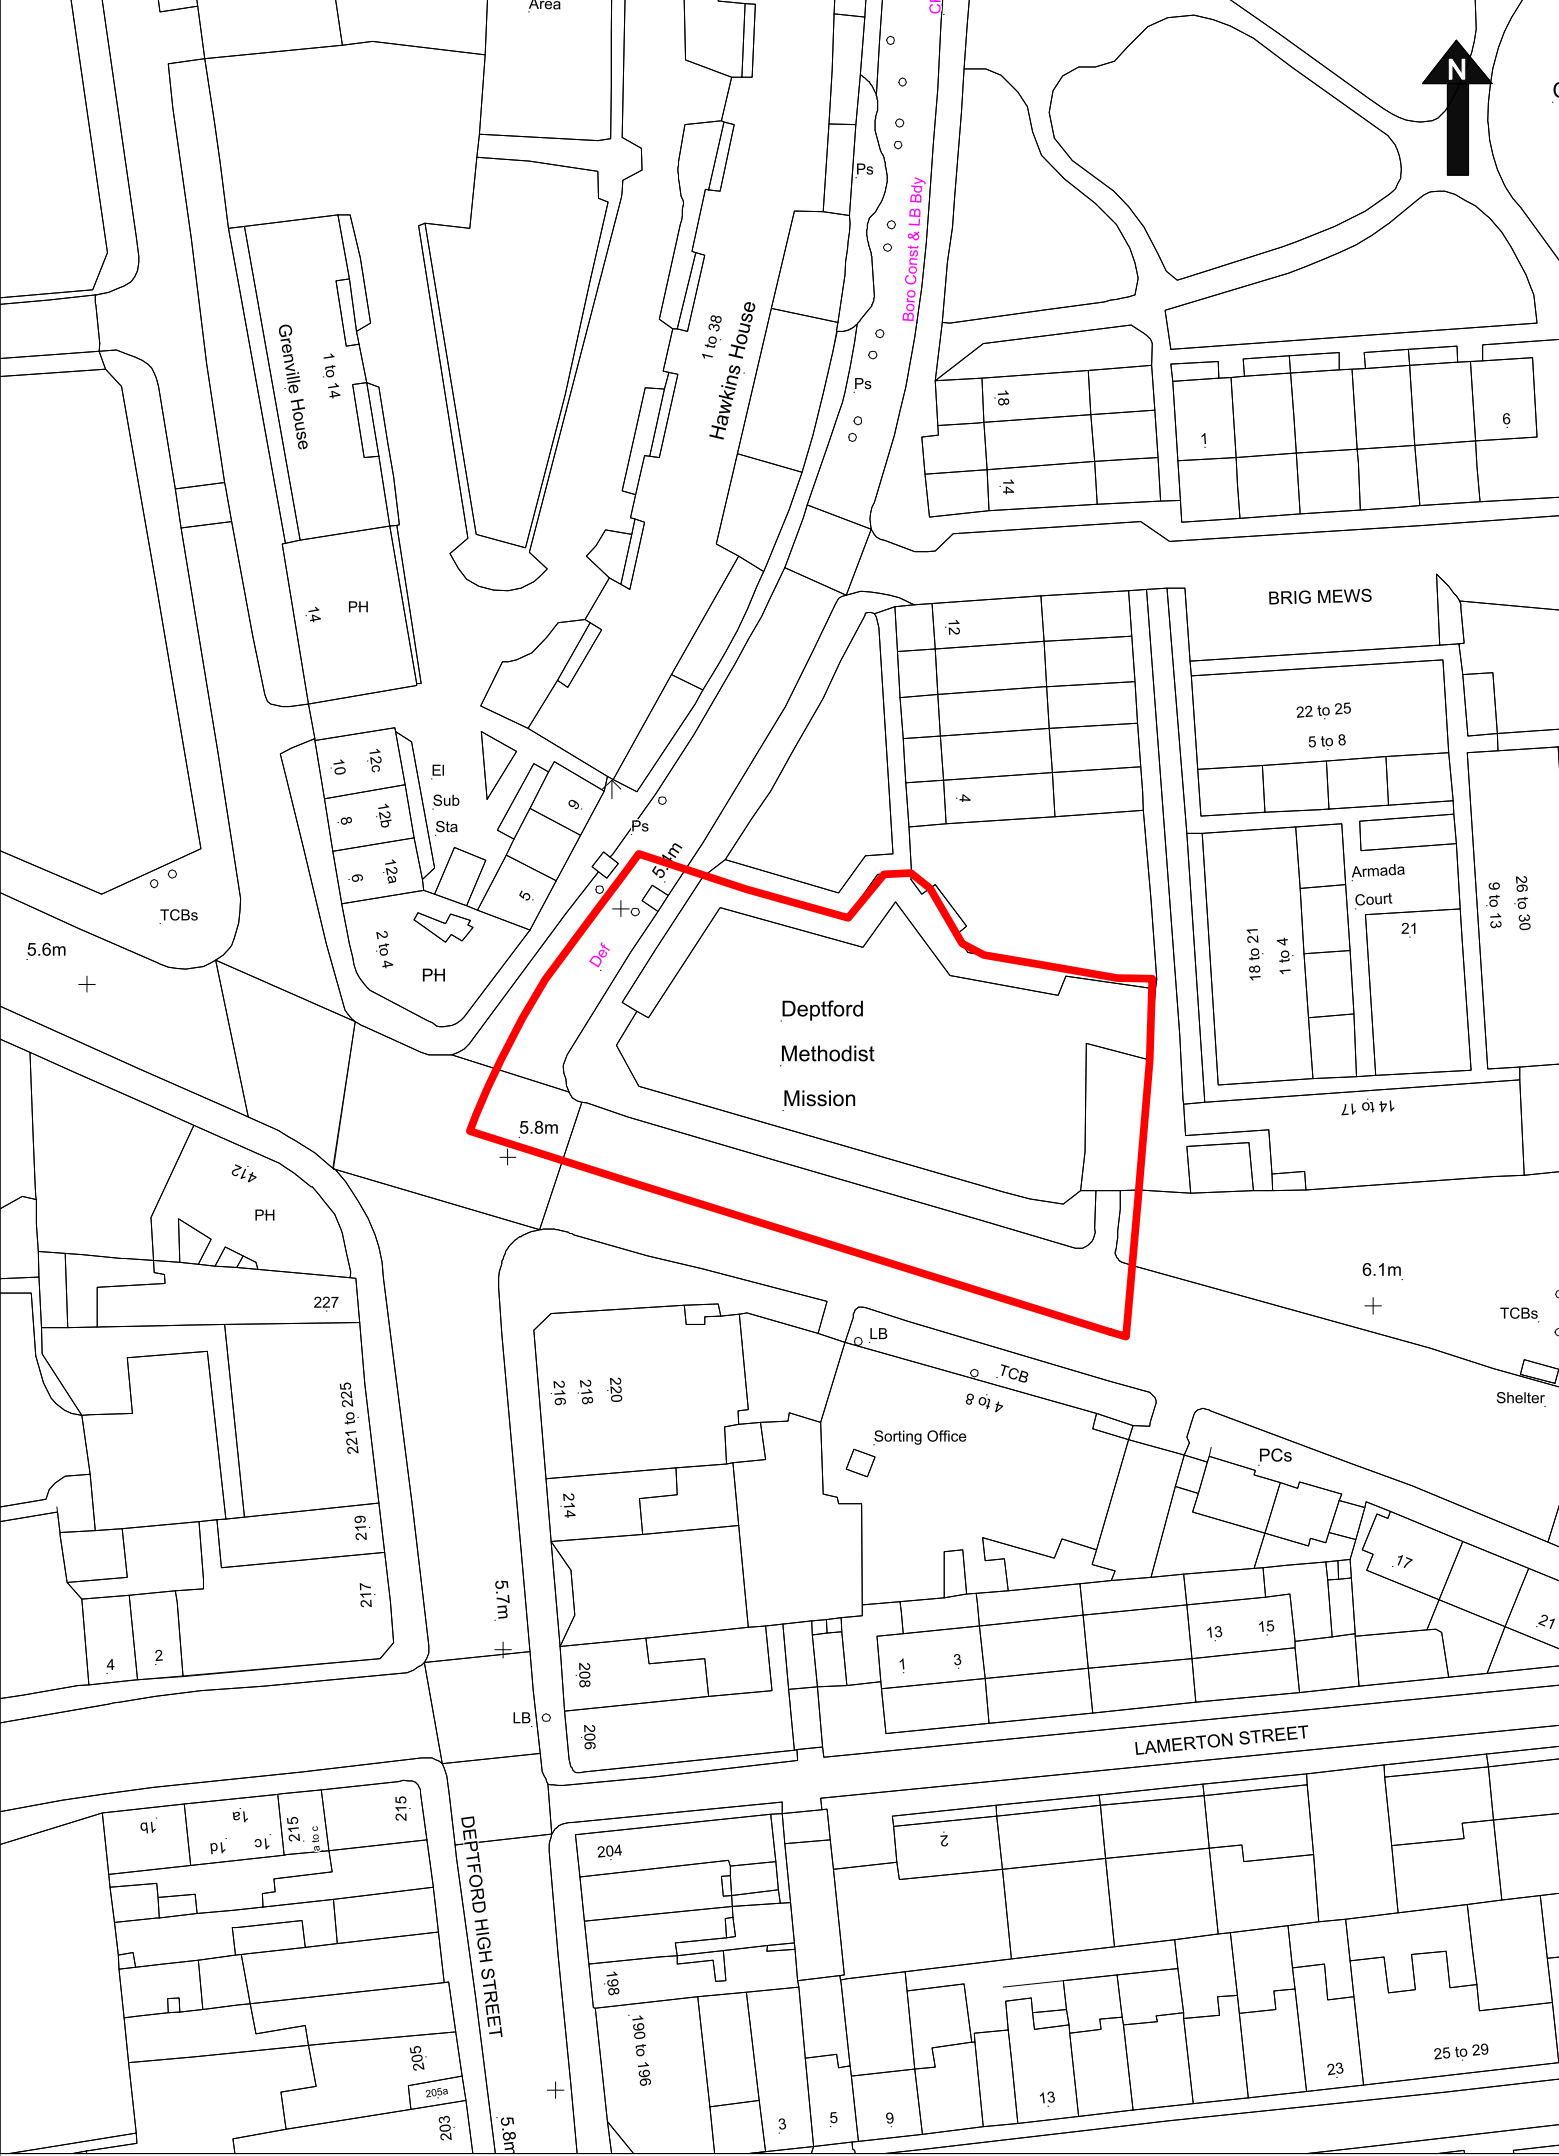 Area
N
Ps
Boro Const & LB Bdy
Grenville House
1 to 14
1 to 38
Hawkins House
Ps
18
14
1
6
14
PH
BRIG MEWS
12
4
22 to 25
5 to 8
10
12c
8
12b
6
12a
El
Sub
Sta
9
5
Ps
5.4m
TCBs
5.6m
2 to 4
PH
Def
Deptford
Methodist
Mission
Armada
Court
21
18 to 21
1 to 4
9 to 13
26 to 30
14 to 17
5.8m
412
PH
227
6.1m
TCBs
Shelter
LB
TCB
4 to 8
216
218
220
221 to 225
Sorting Office
PCs
214
219
217
17
21
5.7m
4
2
208
206
LB
1
3
13
15
LAMERTON STREET
1b
1a
1d
1c
215
a to c
215
DEPTFORD HIGH STREET
204
2
198
190 to 196
205
205a
203
5.8m
3
5
9
13
23
25 to 29